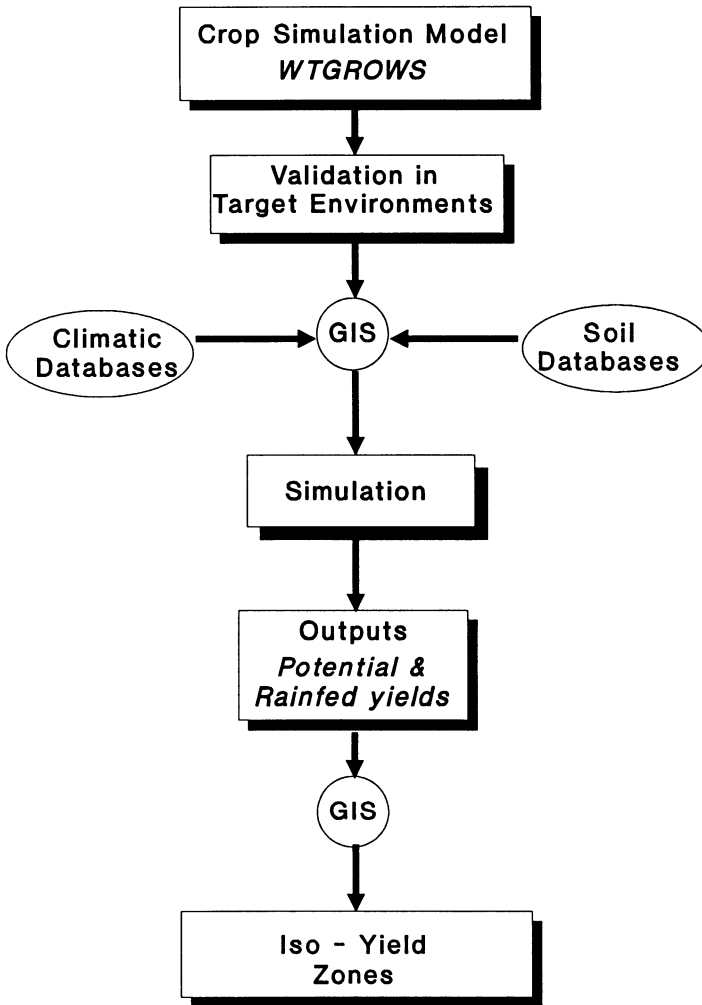 Crop Simulation Model
WTGROWS
Validation in
Target Environments
Climatic
Databases
GIS
Soil
Databases
Simulation
Outputs
Potential &
Rainfed yields
GIS
Iso - Yield
Zones